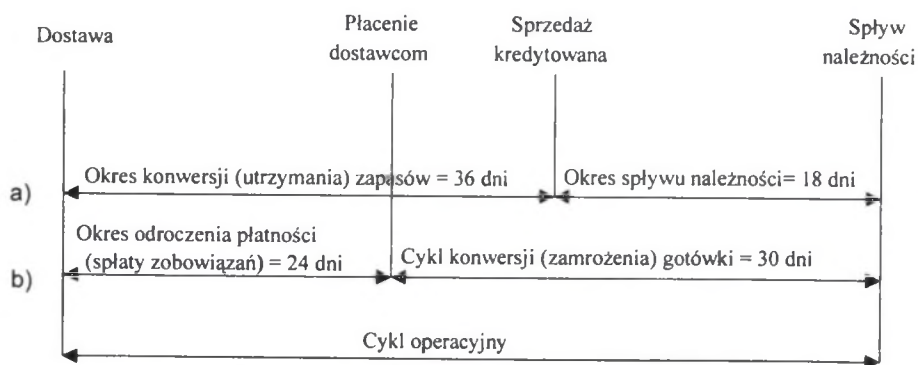 Dostawa
Płacenie
dostawcom
Sprzedaż
kredytowana
Spływ
należności
a)
Okres konwersji (utrzymania) zapasów = 36 dni
Okres spływu należności= 18 dni
b)
Okres odroczenia płatności
(spłaty zobowiązań) = 24 dni
Cykl konwersji (zamrożenia) gotówki = 30 dni
Cykl operacyjny